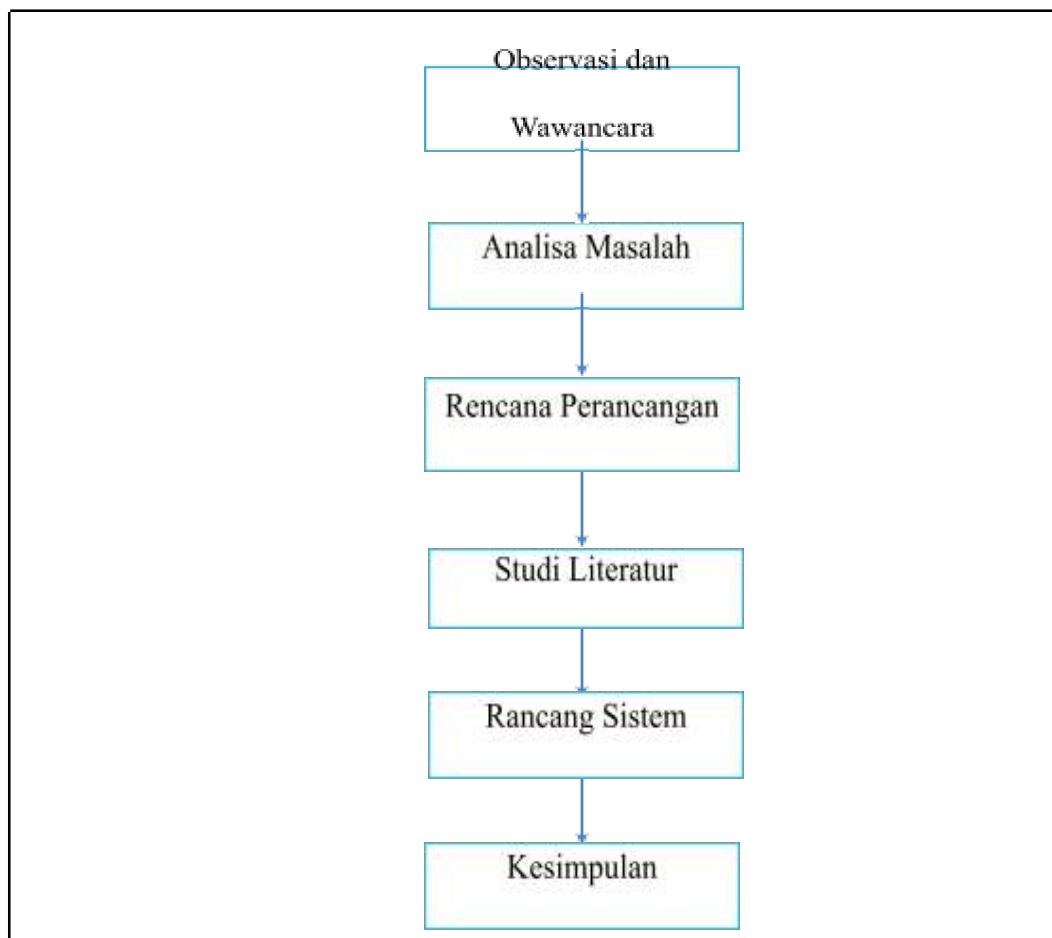 Observasi dan
Wawancara
Analisa Masalah
Rencana Perancangan
Studi Literatur
Rancang Sistem
Kesimpulan